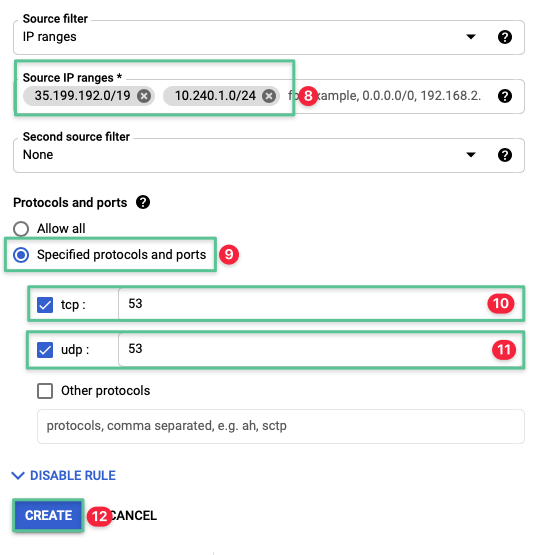 Source filter
IP ranges
Source IP ranges *
35.199.192.0/19 10.240.1.0/24 8 example, 0.0.0.0/0, 192.168.2.
Second source filter
None
Protocols and ports
Allow all
Specified protocols and ports 9
tcp : 53 10
udp : 53 11
Other protocols
protocols, comma separated, e.g. ah, sctp
DISABLE RULE
CREATE 12 CANCEL